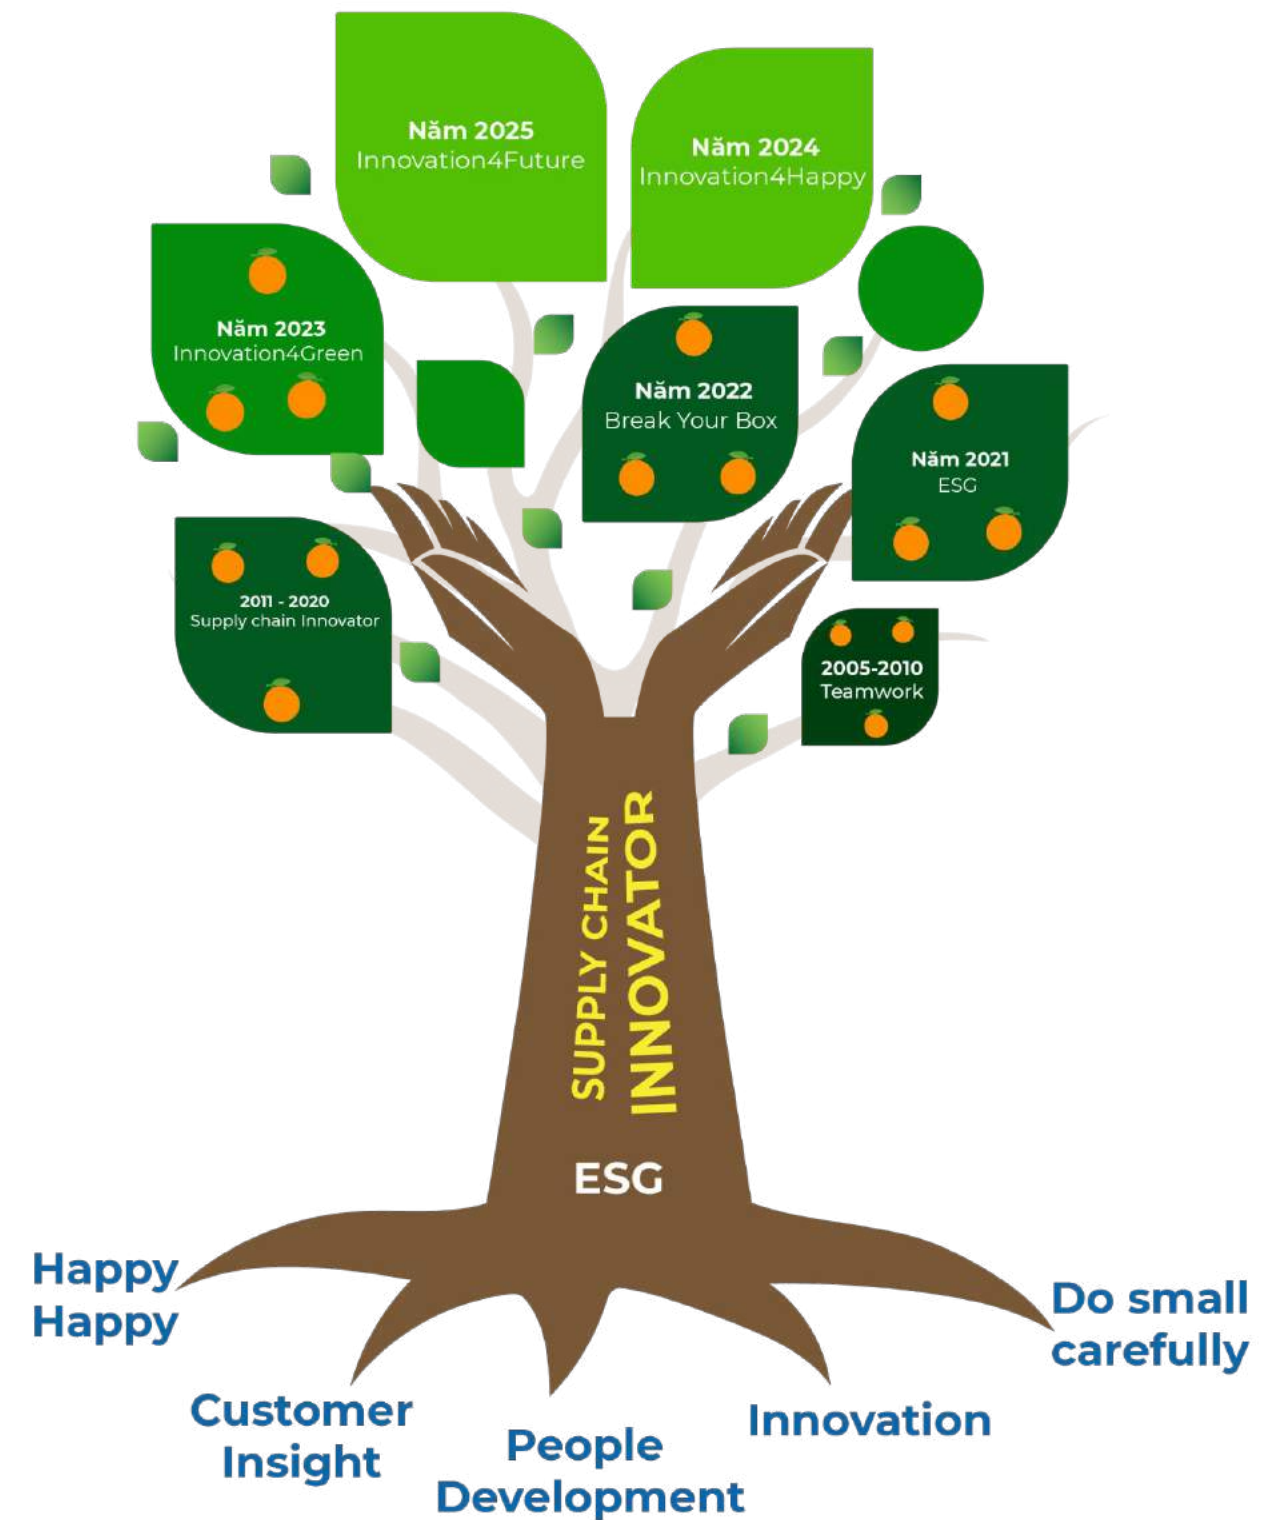 Năm 2025
Innovation4Future
Năm 2024
Innovation4Happy
Năm 2023
Innovation4Green
Năm 2022
Break Your Box
Năm 2021
ESG
2011 - 2020
Supply chain Innovator
2005-2010
Teamwork
SUPPLY CHAIN
INNOVATOR
ESG
Happy
Happy
Customer
Insight
People
Development
Innovation
Do small
carefully